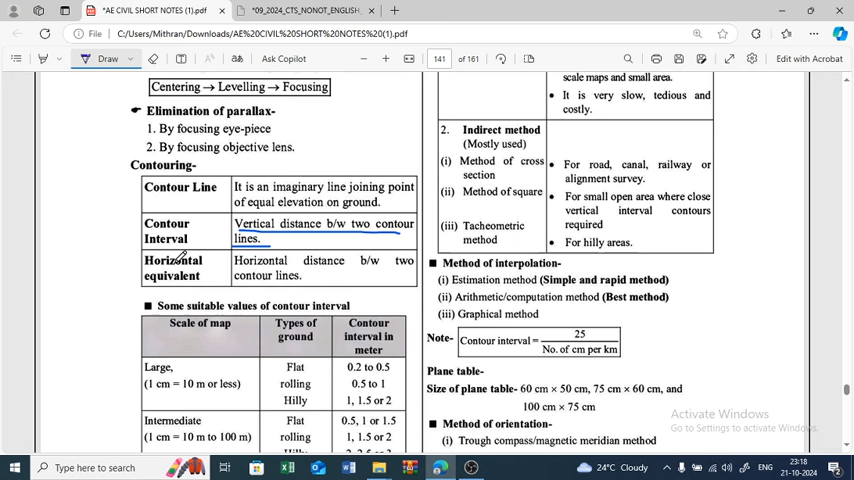 *AE CIVIL SHORT NOTES (1).pdf
*09_2024_CTS_NONOT_ENGLISH_
C:/Users/Mithran/Downloads/AE%20CIVIL%20SHORT%20NOTES%20(1).pdf
Draw
Ask Copilot
141 of 161
Edit with Acrobat
Centering → Levelling → Focusing
Elimination of parallax-
1. By focusing eye-piece
2. By focusing objective lens.
Contouring-
Contour Line
It is an imaginary line joining point
of equal elevation on ground.
Contour
Interval
Vertical distance b/w two contour
lines.
Horizontal
equivalent
Horizontal distance b/w two
contour lines.
■ Some suitable values of contour interval
Scale of map
Types of
ground
Contour
interval in
meter
Large,
(1 cm = 10 m or less)
Flat
rolling
Hilly
0.2 to 0.5
0.5 to 1
1, 1.5 or 2
Intermediate
(1 cm = 10 m to 100 m)
Flat
rolling
Hilly
0.5, 1 or 1.5
1, 1.5 or 2
scale maps and small area.
• It is very slow, tedious and
costly.
2. Indirect method
(Mostly used)
(i) Method of cross
section
(ii) Method of square
(iii) Tacheometric
method
• For road, canal, railway or
alignment survey.
• For small open area where close
vertical interval contours
required
• For hilly areas.
■ Method of interpolation-
(i) Estimation method (Simple and rapid method)
(ii) Arithmetic/computation method (Best method)
(iii) Graphical method
Note- Contour interval = 25 / No. of cm per km
Plane table-
Size of plane table- 60 cm × 50 cm, 75 cm × 60 cm, and
100 cm × 75 cm
■ Method of orientation-
(i) Trough compass/magnetic meridian method
Activate Windows
Go to Settings to activate Windows.
Type here to search
24°C Cloudy
ENG
23:18
21-10-2024